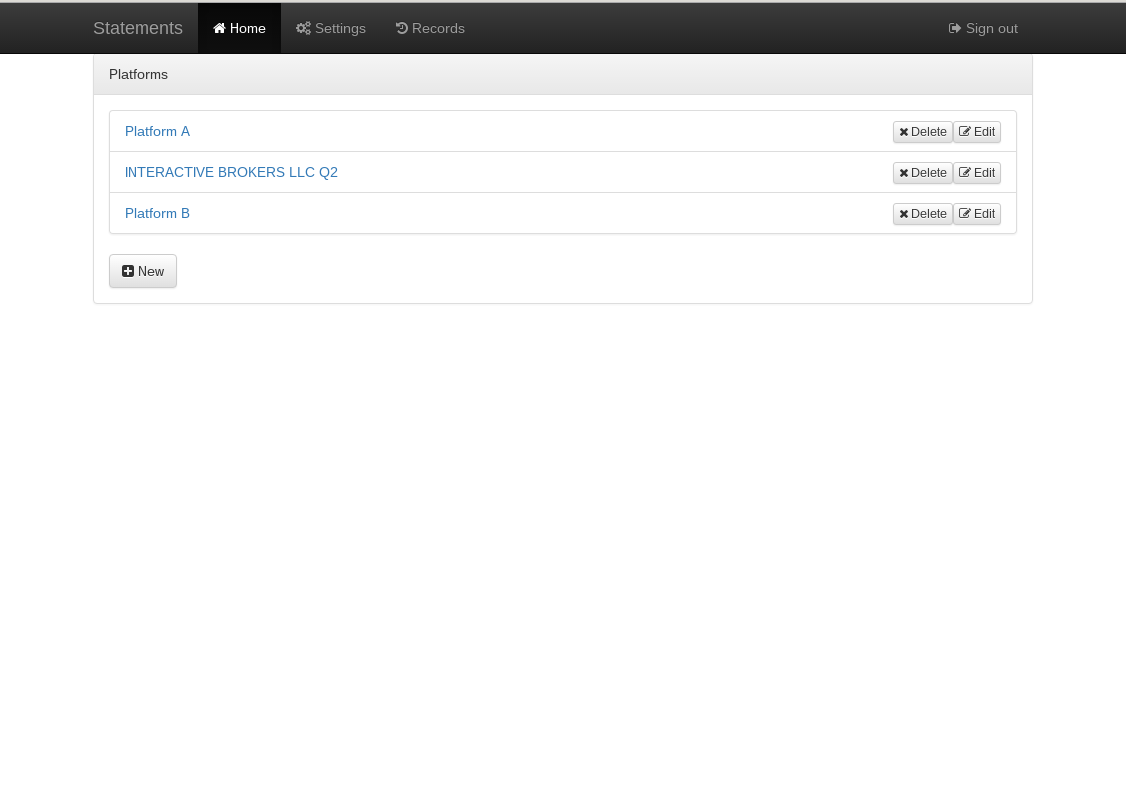 Statements Home Settings Records Sign out
Platforms
Platform A Delete Edit
INTERACTIVE BROKERS LLC Q2 Delete Edit
Platform B Delete Edit
New